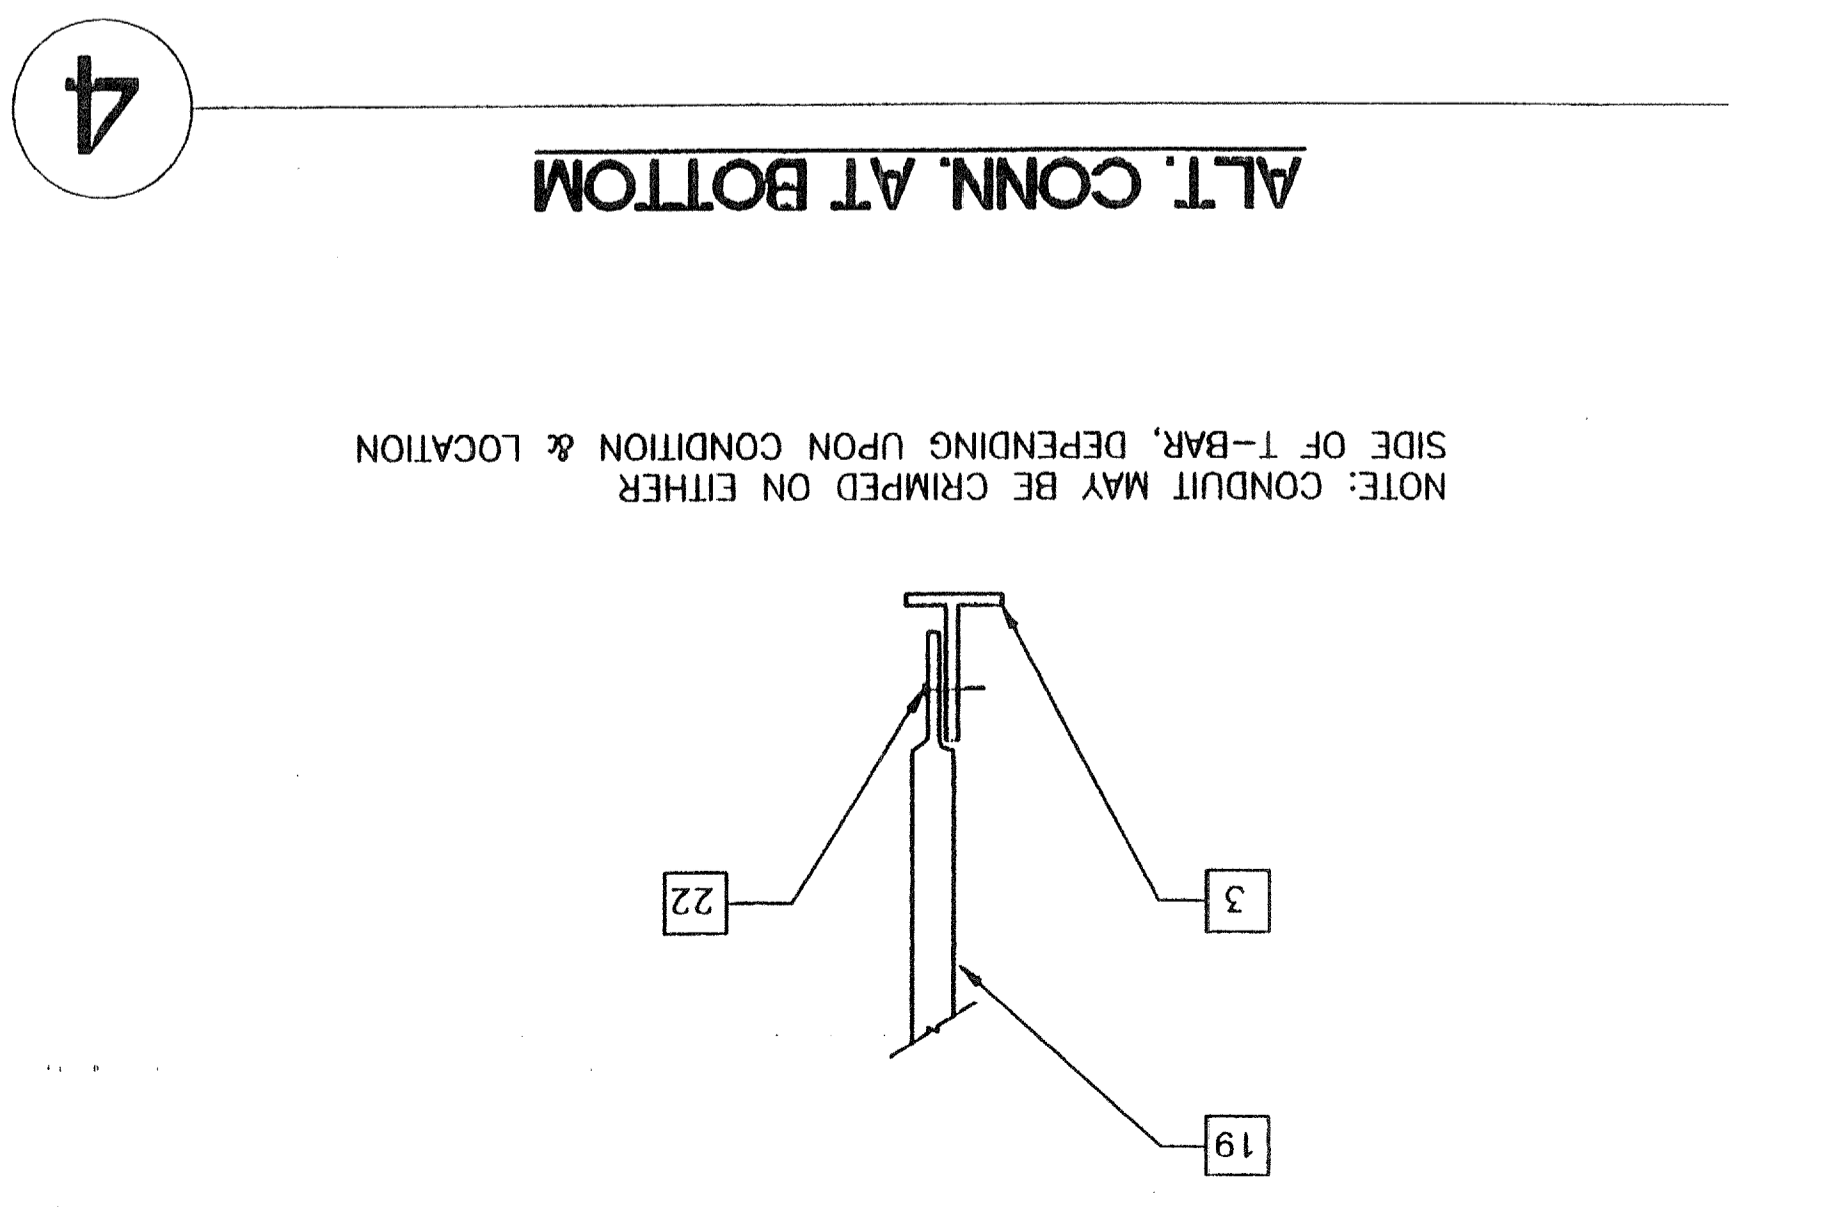 19
3
22
NOTE: CONDUIT MAY BE CRIMPED ON EITHER
SIDE OF T-BAR, DEPENDING UPON CONDITION & LOCATION
ALT. CONN. AT BOTTOM
4